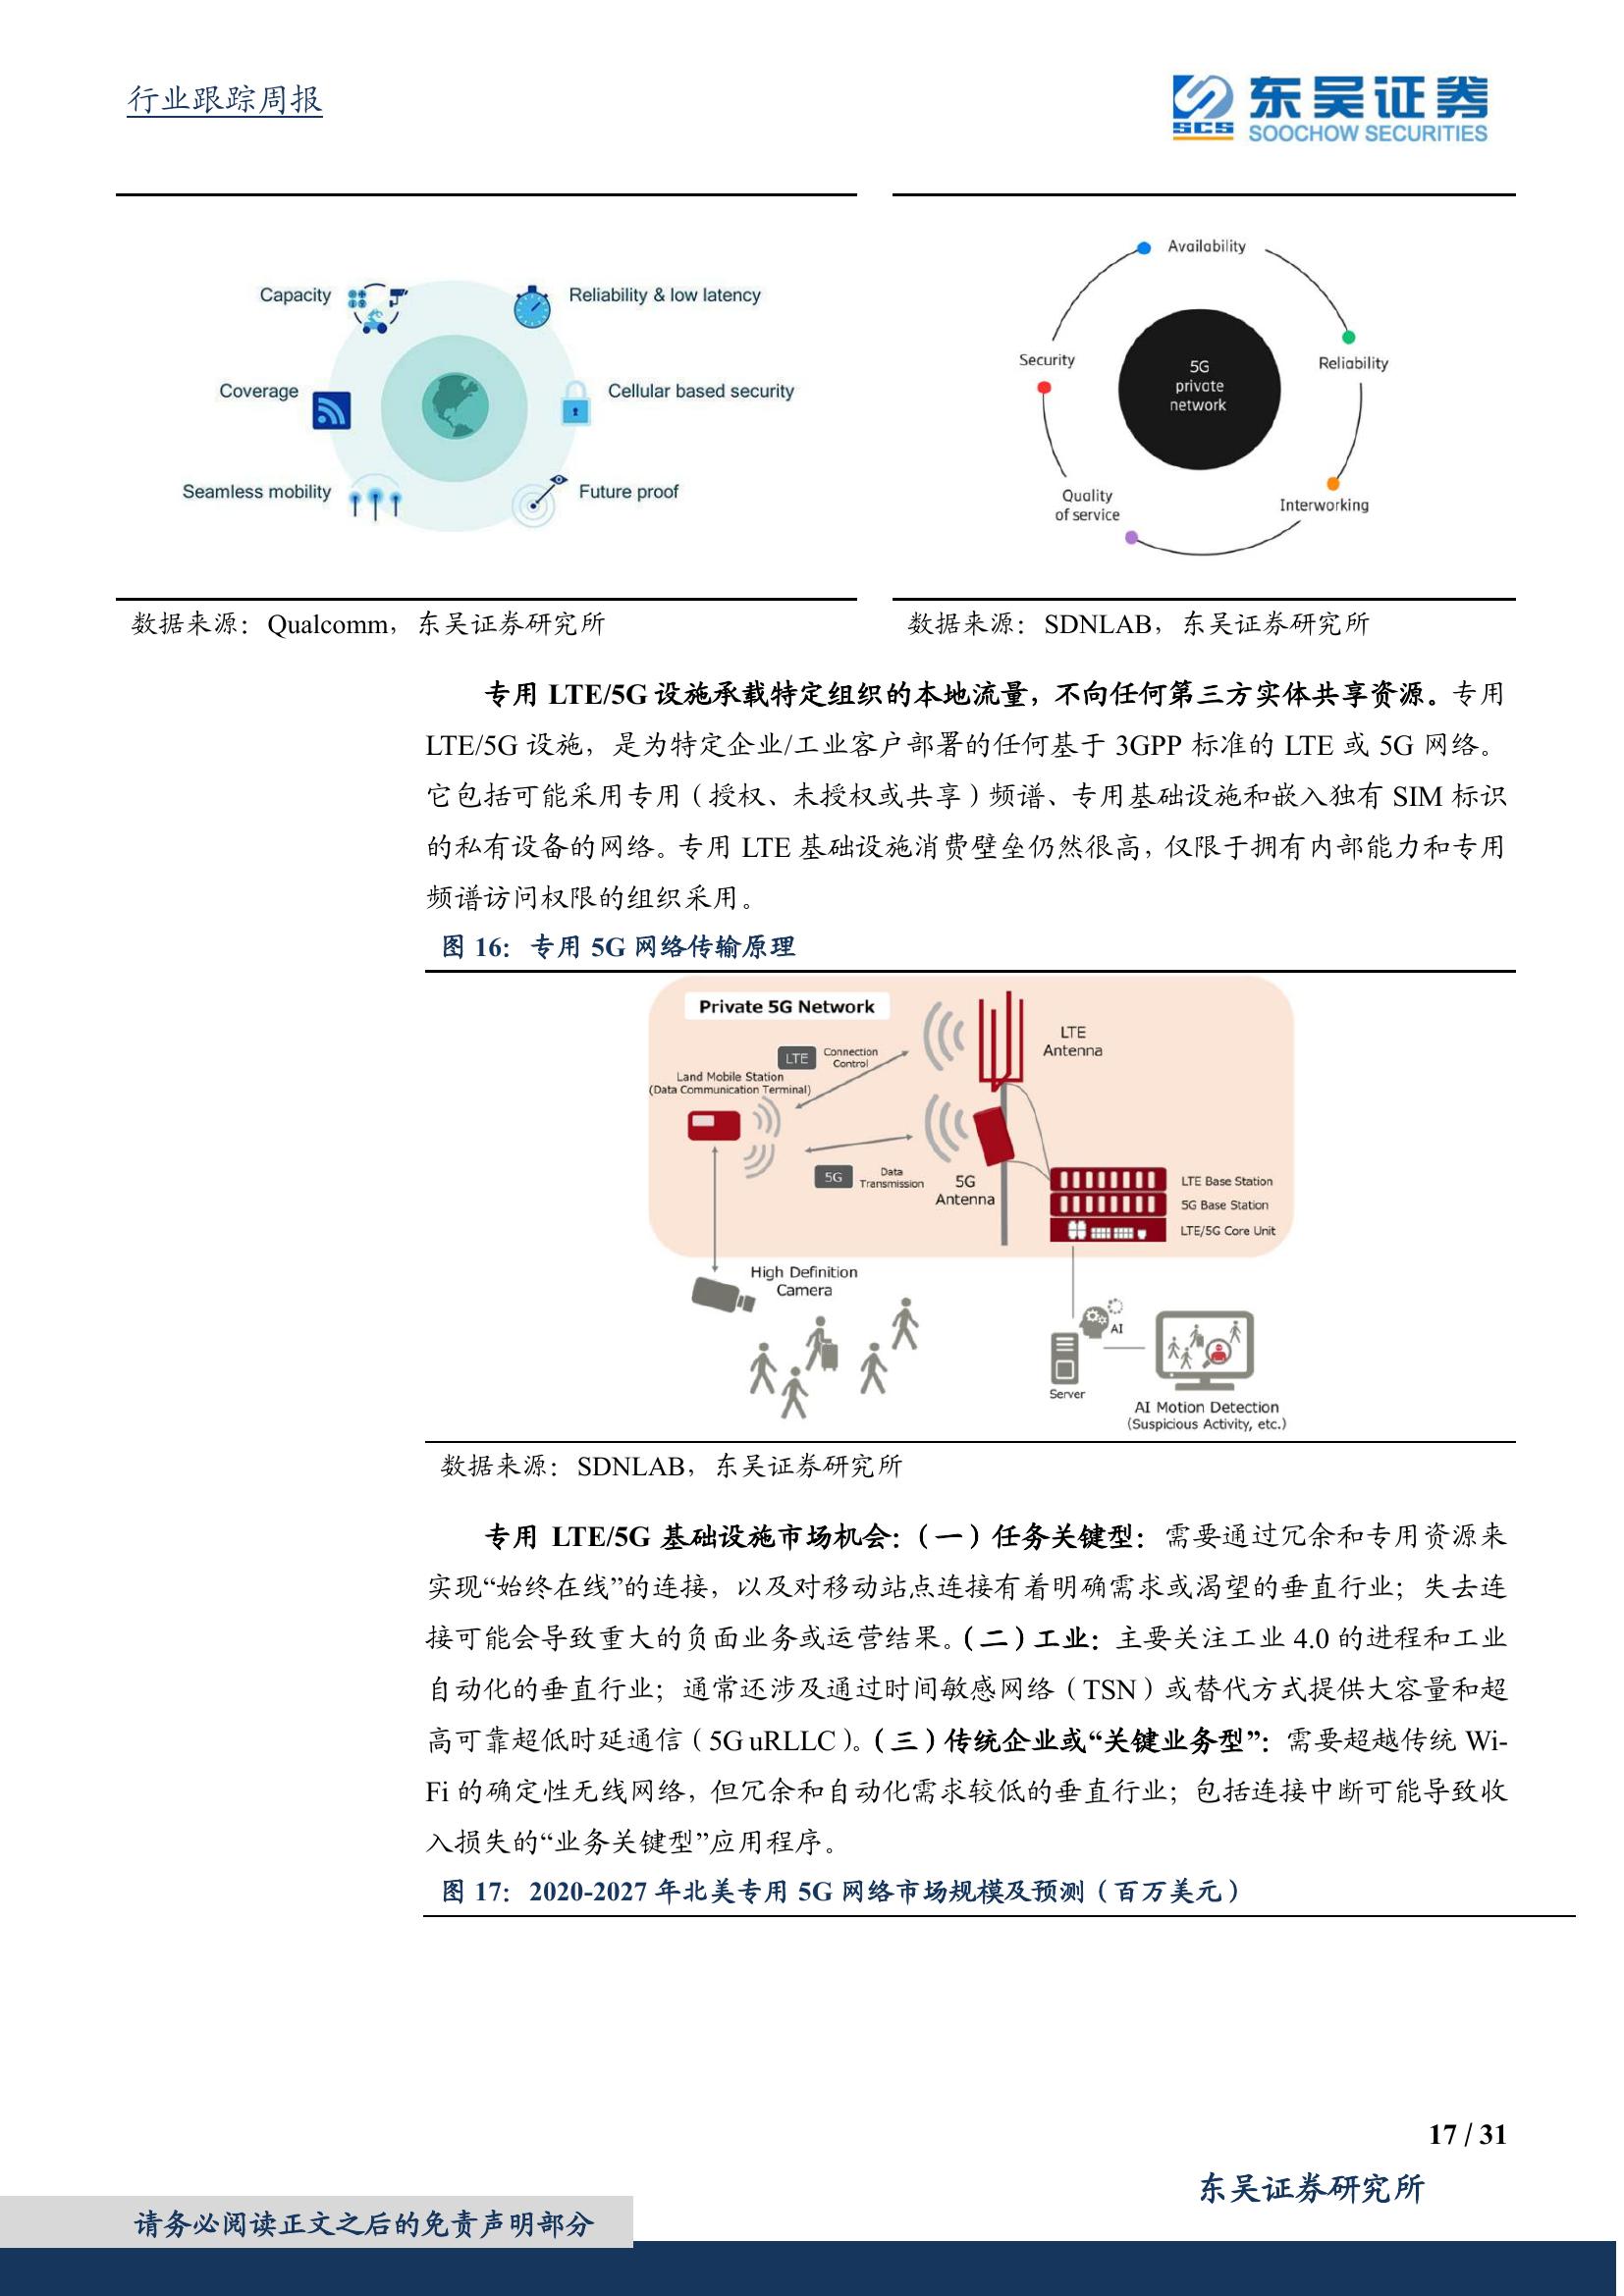 行业跟踪周报
东吴证券
SCS
SOOCHOW SECURITIES
Capacity
Reliability & low latency
Coverage
Cellular based security
Seamless mobility
Future proof
Availability
Security
5G
private
network
Reliability
Quality
of service
Interworking
数据来源：Qualcomm，东吴证券研究所
数据来源：SDNLAB，东吴证券研究所
专用 LTE/5G 设施承载特定组织的本地流量，不向任何第三方实体共享资源。专用
LTE/5G 设施，是为特定企业/工业客户部署的任何基于 3GPP 标准的 LTE 或 5G 网络。
它包括可能采用专用（授权、未授权或共享）频谱、专用基础设施和嵌入独有 SIM 标识
的私有设备的网络。专用 LTE 基础设施消费壁垒仍然很高，仅限于拥有内部能力和专用
频谱访问权限的组织采用。
图 16：专用 5G 网络传输原理
Private 5G Network
LTE
Connection
Control
LTE
Antenna
Land Mobile Station
(Data Communication Terminal)
5G
Data
Transmission
5G
Antenna
LTE Base Station
5G Base Station
LTE/5G Core Unit
High Definition
Camera
AI
Server
AI Motion Detection
(Suspicious Activity, etc.)
数据来源：SDNLAB，东吴证券研究所
专用 LTE/5G 基础设施市场机会：（一）任务关键型：需要通过冗余和专用资源来
实现“始终在线”的连接，以及对移动站点连接有着明确需求或渴望的垂直行业；失去连
接可能会导致重大的负面业务或运营结果。（二）工业：主要关注工业 4.0 的进程和工业
自动化的垂直行业；通常还涉及通过时间敏感网络（TSN）或替代方式提供大容量和超
高可靠超低时延通信（5G uRLLC）。（三）传统企业或“关键业务型”：需要超越传统 Wi-
Fi 的确定性无线网络，但冗余和自动化需求较低的垂直行业；包括连接中断可能导致收
入损失的“业务关键型”应用程序。
图 17：2020-2027 年北美专用 5G 网络市场规模及预测（百万美元）
17 / 31
东吴证券研究所
请务必阅读正文之后的免责声明部分